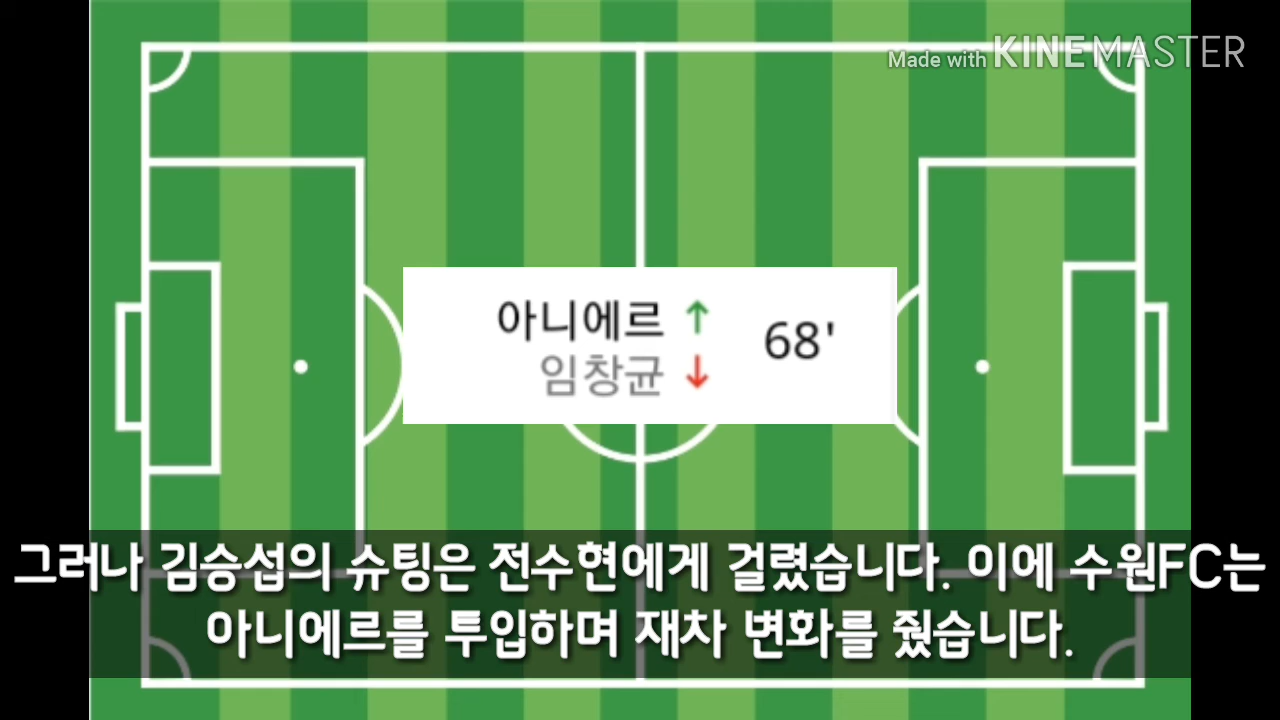 Made with KINEMASTER
아니에르 ↑
임창균 ↓
68'
그러나 김승섭의 슈팅은 전수현에게 걸렸습니다. 이에 수원FC는
아니에르를 투입하며 재차 변화를 줬습니다.